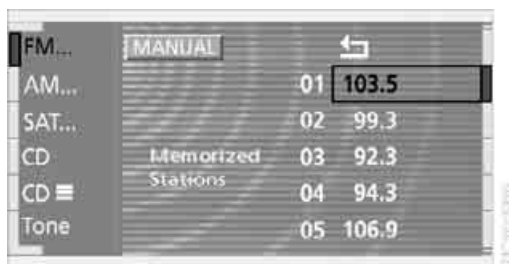 FM...
AM...
SAT...
CD
CD
Tone
MANUAL
Memorized
Stations
01 103.5
02 99.3
03 92.3
04 94.3
05 106.9